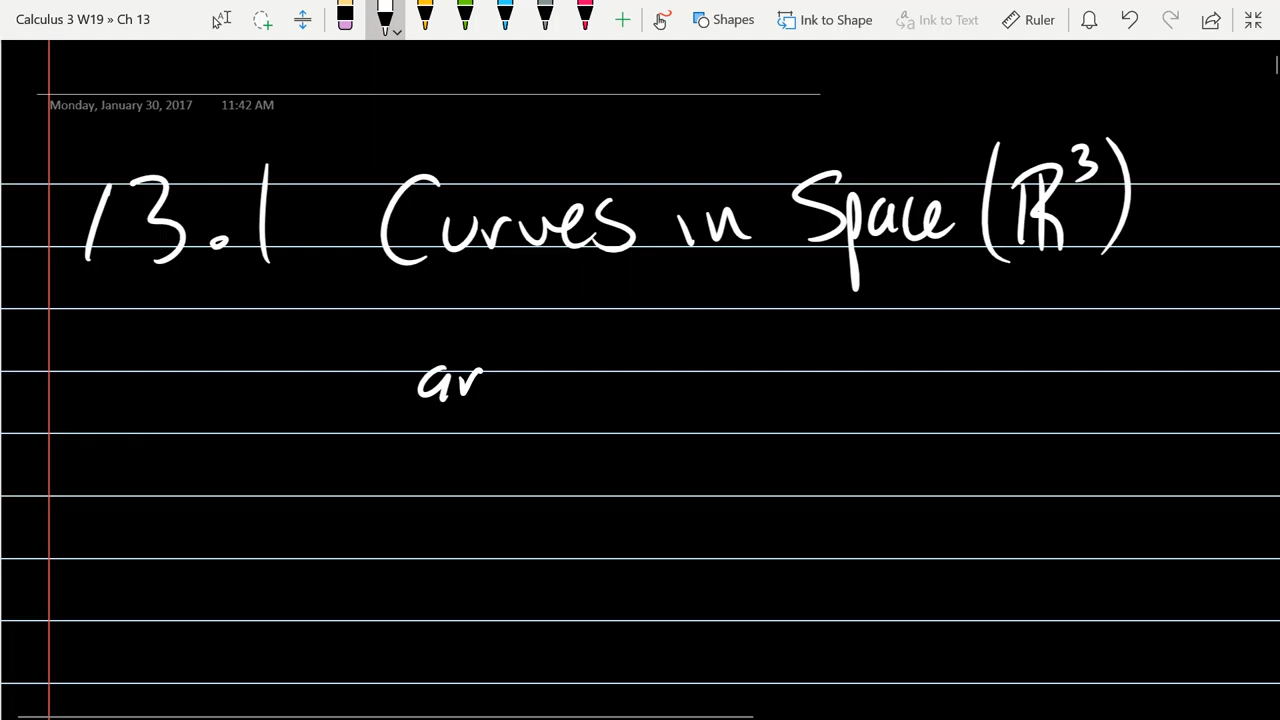 Calculus 3 W19 » Ch 13
Shapes
Ink to Shape
Ink to Text
Ruler
Monday, January 30, 2017 11:42 AM
13.1 Curves in Space (ℝ³)
ar